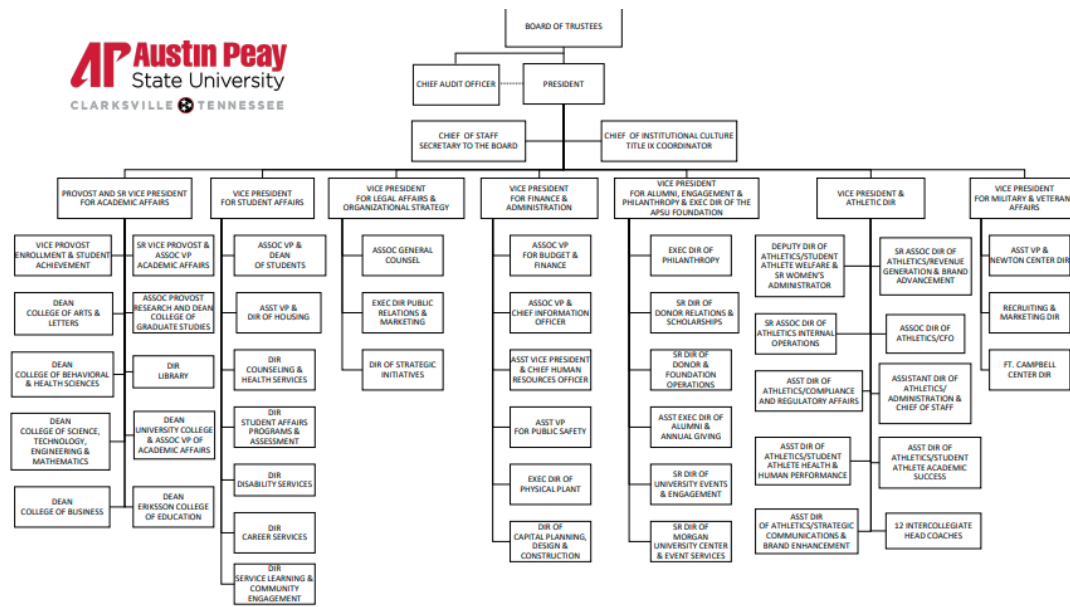 BOARD OF TRUSTEES
AP Austin Peay
State University
CLARKSVILLE TENNESSEE
CHIEF AUDIT OFFICER
PRESIDENT
CHIEF OF STAFF
SECRETARY TO THE BOARD
CHIEF OF INSTITUTIONAL CULTURE
TITLE IX COORDINATOR
PROVOST AND SR VICE PRESIDENT
FOR ACADEMIC AFFAIRS
VICE PRESIDENT
FOR STUDENT AFFAIRS
VICE PRESIDENT
FOR LEGAL AFFAIRS &
ORGANIZATIONAL STRATEGY
VICE PRESIDENT
FOR FINANCE &
ADMINISTRATION
VICE PRESIDENT
FOR ALUMNI, ENGAGEMENT &
PHILANTHROPY & EXEC DIR OF THE
APSU FOUNDATION
VICE PRESIDENT &
ATHLETIC DIR
VICE PRESIDENT
FOR MILITARY & VETERAN
AFFAIRS
VICE PROVOST
ENROLLMENT & STUDENT
ACHIEVEMENT
SR VICE PROVOST &
ASSOC VP
ACADEMIC AFFAIRS
DEAN
COLLEGE OF ARTS &
LETTERS
ASSOC PROVOST
RESEARCH AND DEAN
COLLEGE OF
GRADUATE STUDIES
DEAN
COLLEGE OF BEHAVIORAL
& HEALTH SCIENCES
DIR
LIBRARY
DEAN
COLLEGE OF SCIENCE,
TECHNOLOGY,
ENGINEERING &
MATHEMATICS
DEAN
UNIVERSITY COLLEGE
& ASSOC VP OF
ACADEMIC AFFAIRS
DEAN
COLLEGE OF BUSINESS
DEAN
ERIKSSON COLLEGE
OF EDUCATION
ASSOC VP &
DEAN
OF STUDENTS
ASST VP &
DIR OF HOUSING
DIR
COUNSELING &
HEALTH SERVICES
DIR
STUDENT AFFAIRS
PROGRAMS &
ASSESSMENT
DIR
DISABILITY SERVICES
DIR
CAREER SERVICES
DIR
SERVICE LEARNING &
COMMUNITY
ENGAGEMENT
ASSOC GENERAL
COUNSEL
EXEC DIR PUBLIC
RELATIONS &
MARKETING
DIR OF STRATEGIC
INITIATIVES
ASSOC VP
FOR BUDGET &
FINANCE
ASSOC VP &
CHIEF INFORMATION
OFFICER
ASST VICE PRESIDENT
& CHIEF HUMAN
RESOURCES OFFICER
ASST VP
FOR PUBLIC SAFETY
EXEC DIR OF
PHYSICAL PLANT
DIR OF
CAPITAL PLANNING,
DESIGN &
CONSTRUCTION
EXEC DIR OF
PHILANTHROPY
SR DIR OF
DONOR RELATIONS &
SCHOLARSHIPS
SR DIR OF
DONOR &
FOUNDATION
OPERATIONS
ASST EXEC DIR OF
ALUMNI &
ANNUAL GIVING
SR DIR OF
UNIVERSITY EVENTS
& ENGAGEMENT
SR DIR OF
MORGAN
UNIVERSITY CENTER
& EVENT SERVICES
DEPUTY DIR OF
ATHLETICS/STUDENT
ATHLETE WELFARE &
SR WOMEN'S
ADMINISTRATOR
SR ASSOC DIR OF
ATHLETICS/REVENUE
GENERATION & BRAND
ADVANCEMENT
SR ASSOC DIR OF
ATHLETICS INTERNAL
OPERATIONS
ASSOC DIR OF
ATHLETICS/CFO
ASST DIR OF
ATHLETICS/COMPLIANCE
AND REGULATORY AFFAIRS
ASSISTANT DIR OF
ATHLETICS/
ADMINISTRATION &
CHIEF OF STAFF
ASST DIR OF
ATHLETICS/STUDENT
ATHLETE HEALTH &
HUMAN PERFORMANCE
ASST DIR OF
ATHLETICS/STUDENT
ATHLETE ACADEMIC
SUCCESS
ASST DIR
OF ATHLETICS/STRATEGIC
COMMUNICATIONS &
BRAND ENHANCEMENT
12 INTERCOLLEGIATE
HEAD COACHES
ASST VP &
NEWTON CENTER DIR
RECRUITING &
MARKETING DIR
FT. CAMPBELL
CENTER DIR